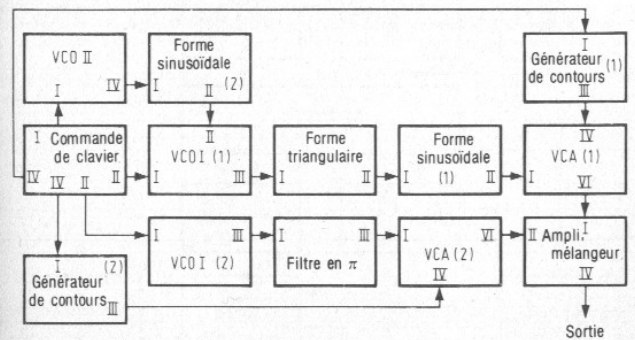 VCO II
I IV
Forme
sinusoïdale
I (2)
II
I
Générateur (1)
de contours
III
I Commande
de clavier
IV IV II II
II
VCO I (1)
I III
Forme
triangulaire
I II
Forme
sinusoïdale
I (1) II
IV
VCA (1)
I
VI
I III
VCO I (2)
I III
Filtre en π
I VI
VCA (2)
IV
I
II Ampli.
mélangeur
IV
I (2)
Générateur
de contours III
Sortie